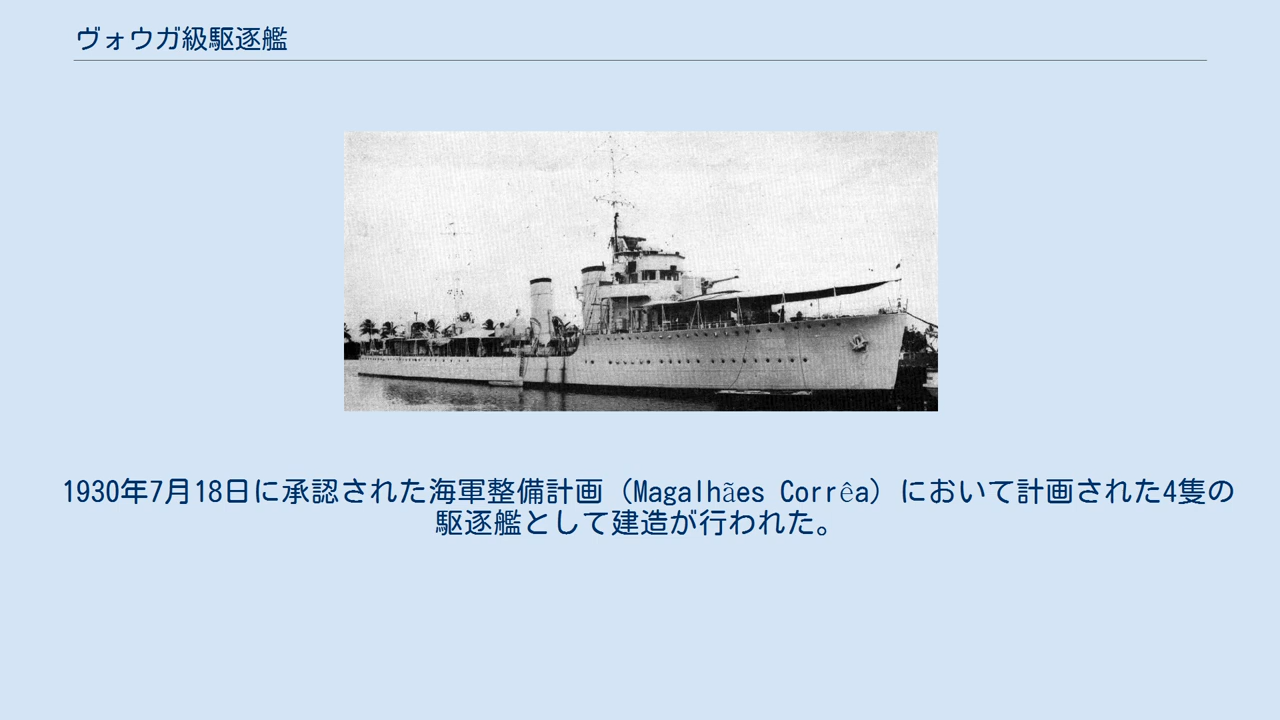 ヴォウガ級駆逐艦
1930年7月18日に承認された海軍整備計画（Magalhães Corrêa）において計画された4隻の
駆逐艦として建造が行われた。